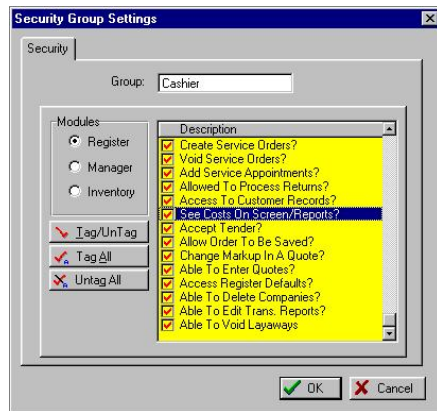 Security Group Settings
Security
Group: Cashier
Modules
Register
Manager
Inventory
Tag/UnTag
Tag All
Untag All
Description
Create Service Orders?
Void Service Orders?
Add Service Appointments?
Allowed To Process Returns?
Access To Customer Records?
See Costs On Screen/Reports?
Accept Tender?
Allow Order To Be Saved?
Change Markup In A Quote?
Able To Enter Quotes?
Access Register Defaults?
Able To Delete Companies?
Able To Edit Trans. Reports?
Able To Void Layaways
OK
Cancel